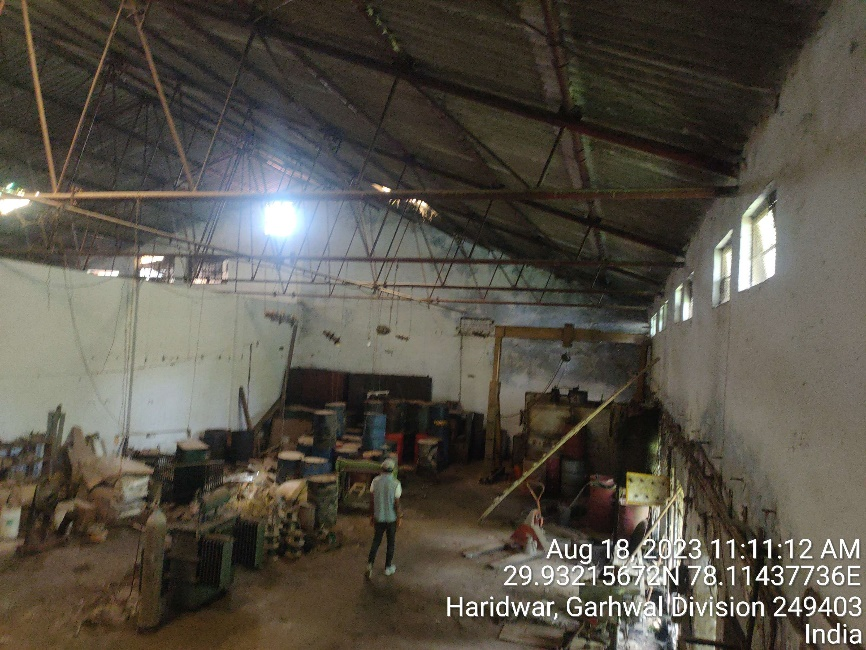 Aug 18, 2023 11:11:12 AM
29.93215672N 78.11437736E
Haridwar, Garhwal Division 249403
India